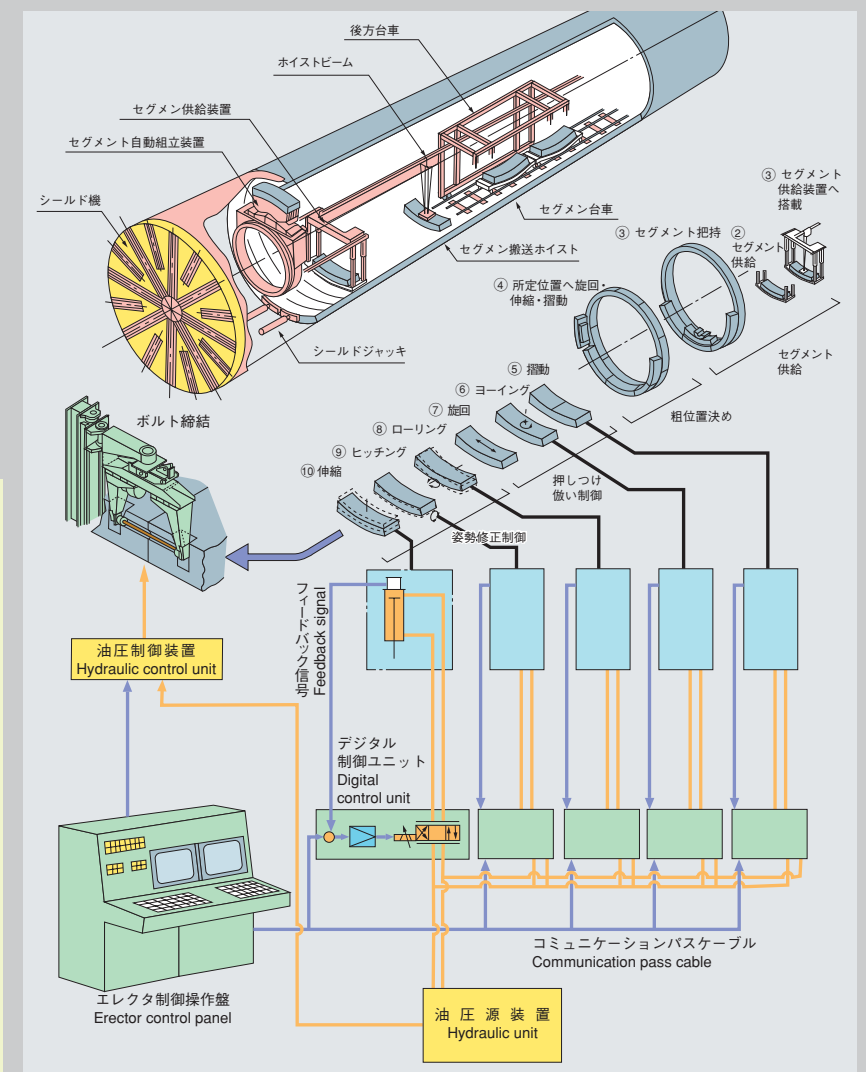 後方台車
ホイストビーム
セグメン供給装置
セグメント自動組立装置
シールド機
③ セグメント
供給装置へ
搭載
セグメン台車
③ セグメント把持
②
セグメント
供給
セグメン搬送ホイスト
④ 所定位置へ旋回・
伸縮・摺動
シールドジャッキ
セグメント
供給
⑤ 摺動
⑥ ヨーイング
粗位置決め
⑦ 旋回
ボルト締結
⑧ ローリング
⑨ ヒッチング
⑩ 伸縮
押しつけ
倣い制御
姿勢修正制御
フィードバック信号
Feedback signal
油圧制御装置
Hydraulic control unit
デジタル
制御ユニット
Digital
control unit
コミュニケーションパスケーブル
Communication pass cable
エレクタ制御操作盤
Erector control panel
油圧源装置
Hydraulic unit